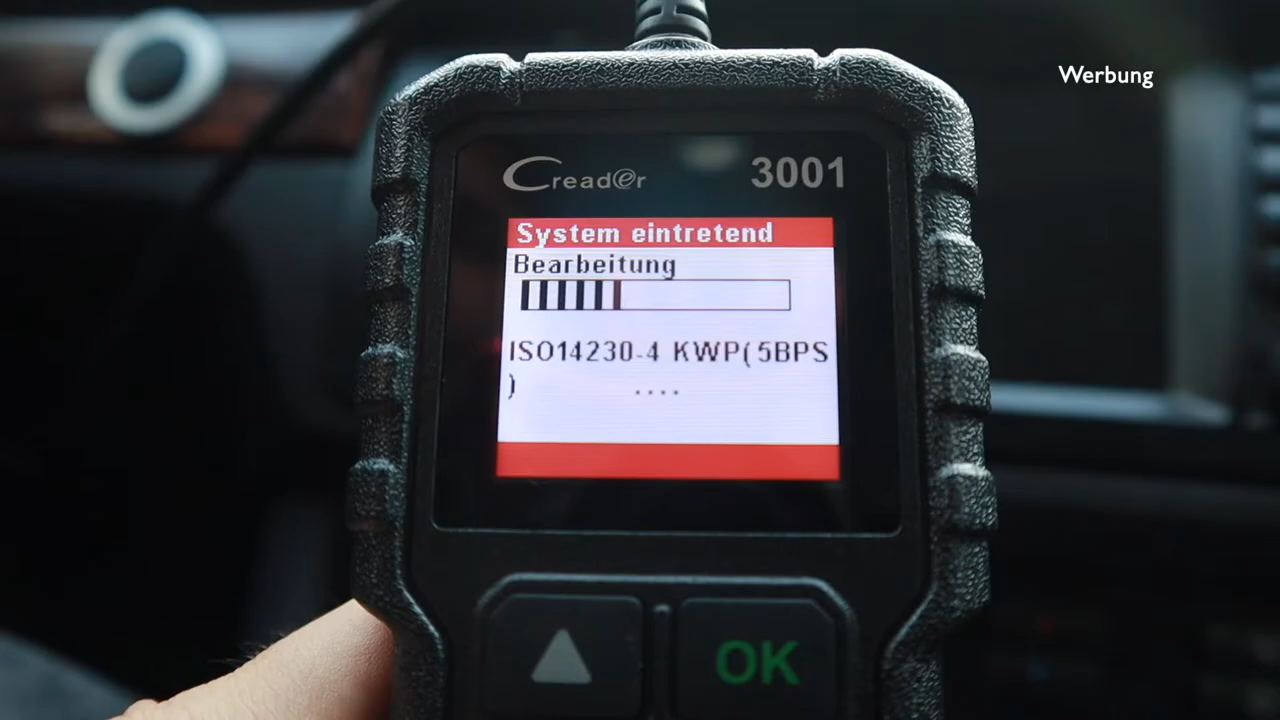 Werbung
Creader 3001
System eintretend
Bearbeitung
ISO14230-4 KWP(5BPS
) ....
OK